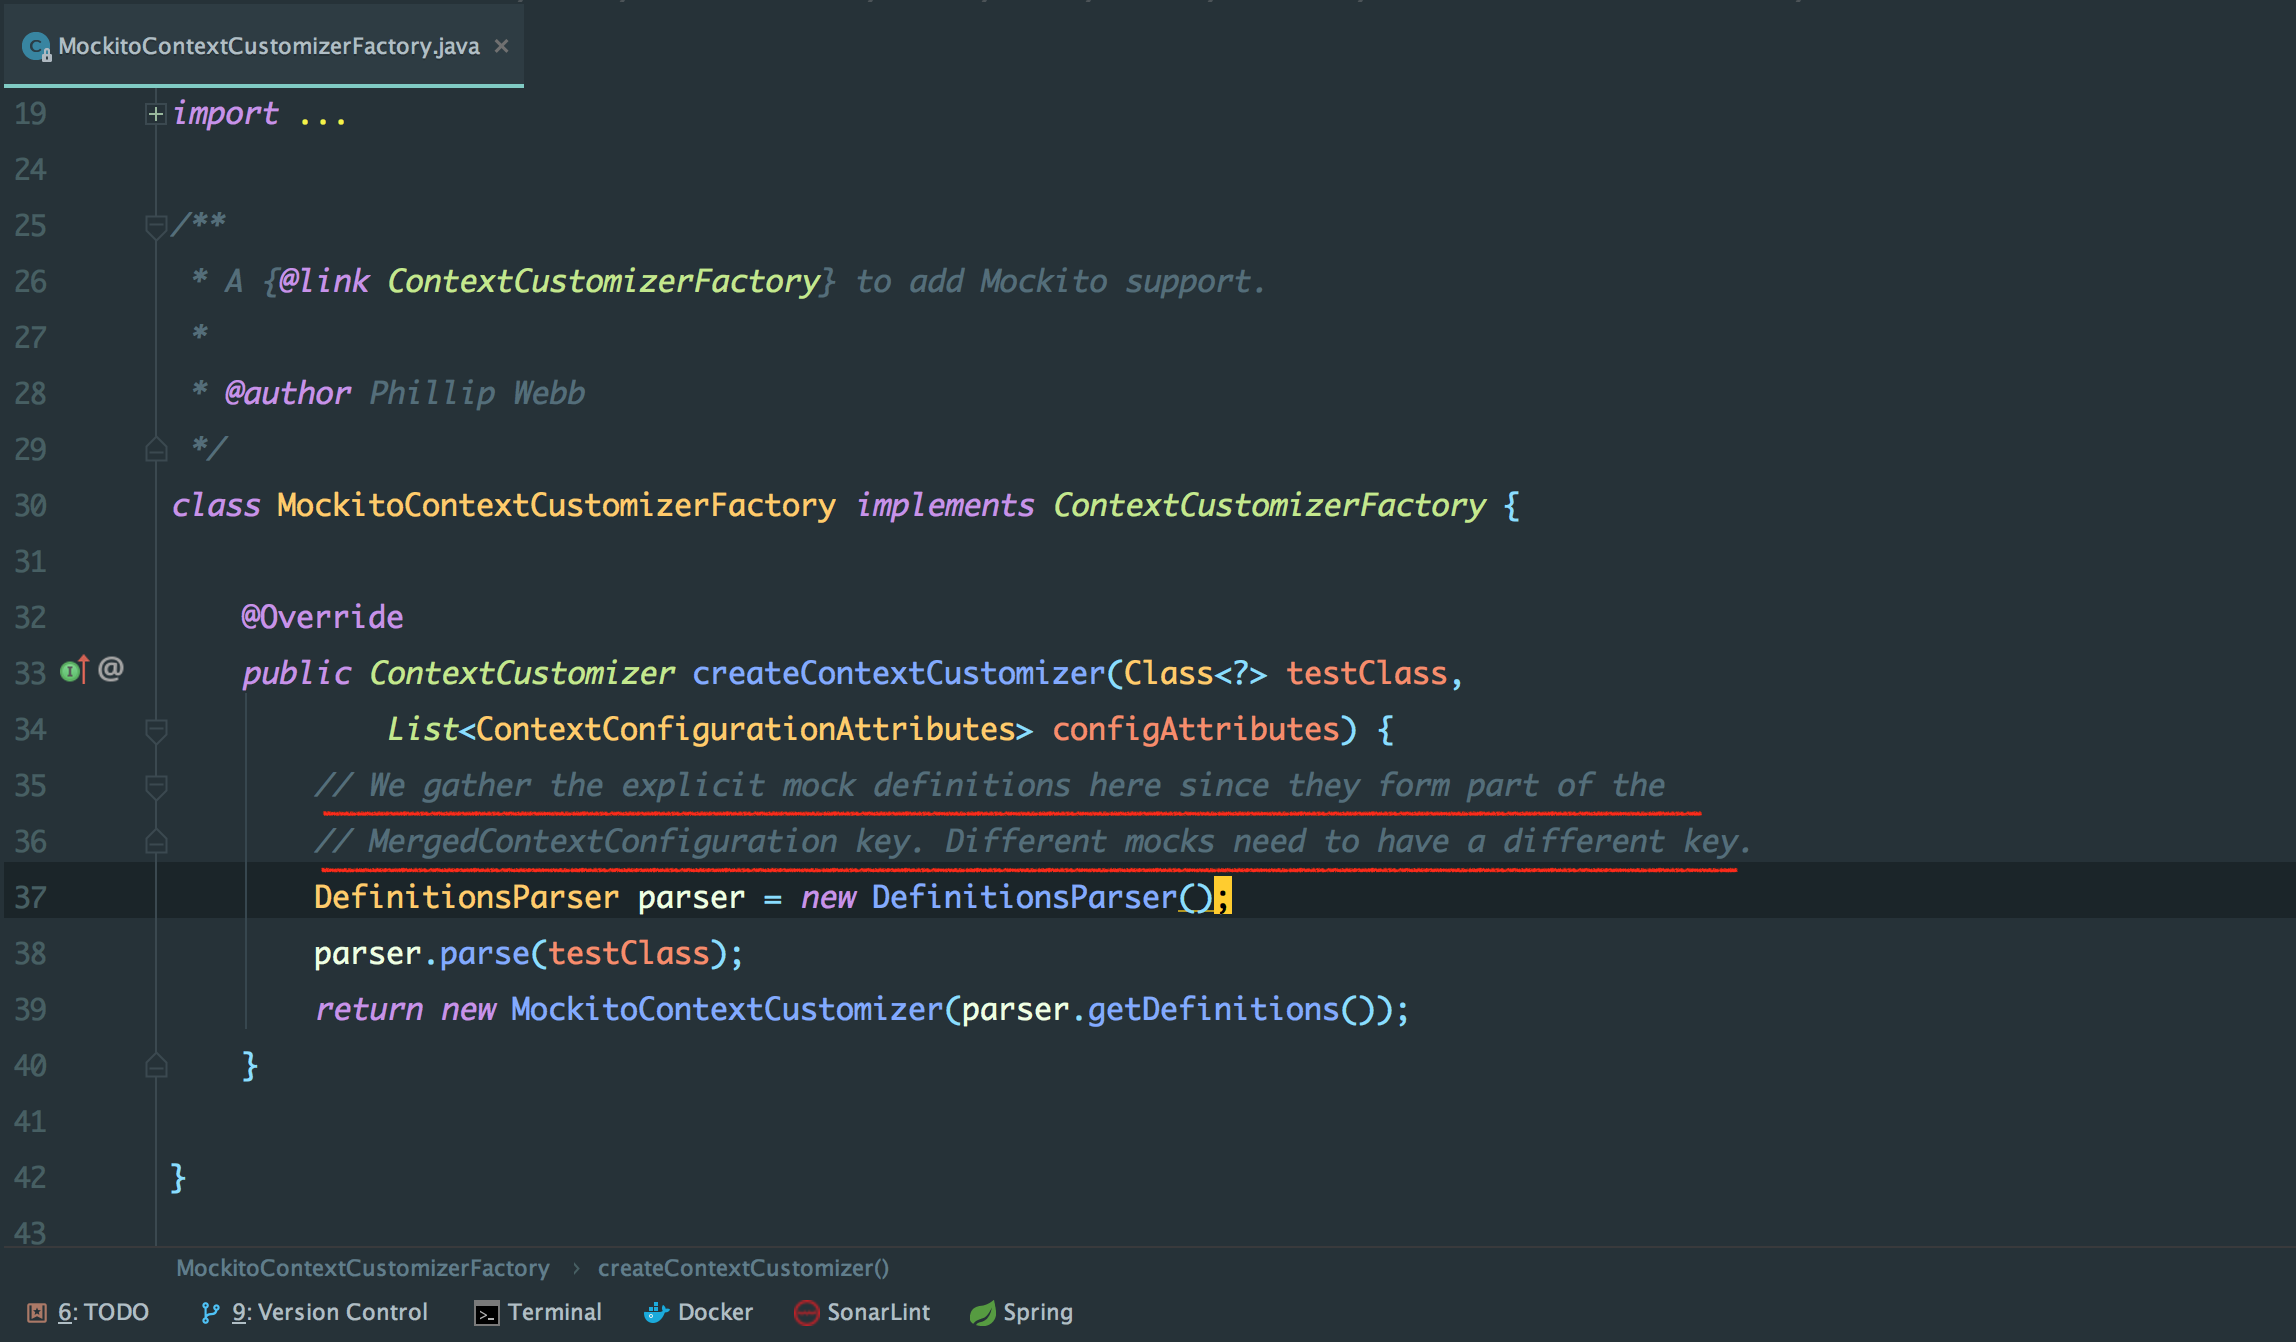 MockitoContextCustomizerFactory.java ×
19 import ...
24
25 /**
26 * A {@link ContextCustomizerFactory} to add Mockito support.
27 *
28 * @author Phillip Webb
29 */
30 class MockitoContextCustomizerFactory implements ContextCustomizerFactory {
31
32 @Override
33 @ public ContextCustomizer createContextCustomizer(Class<?> testClass,
34 List<ContextConfigurationAttributes> configAttributes) {
35 // We gather the explicit mock definitions here since they form part of the
36 // MergedContextConfiguration key. Different mocks need to have a different key.
37 DefinitionsParser parser = new DefinitionsParser();
38 parser.parse(testClass);
39 return new MockitoContextCustomizer(parser.getDefinitions());
40 }
41
42 }
43
MockitoContextCustomizerFactory › createContextCustomizer()
6: TODO 9: Version Control Terminal Docker SonarLint Spring